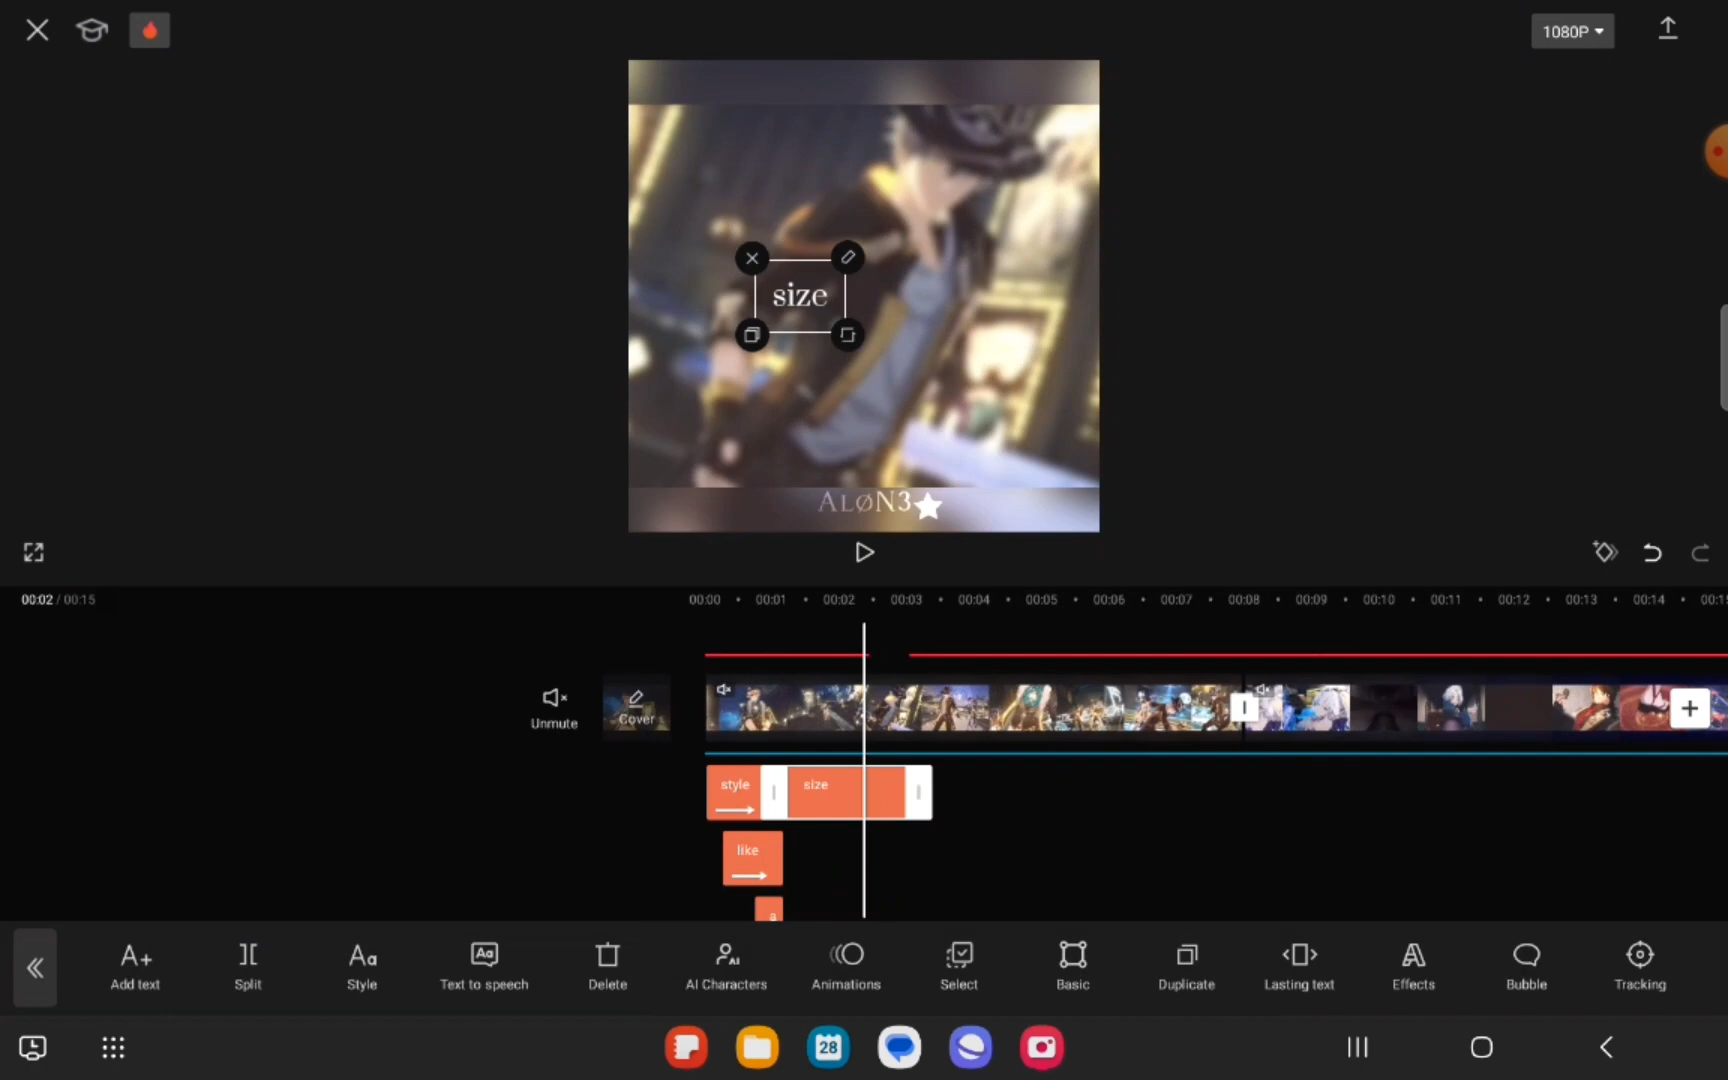 1080P
size
ALøN3
00:02 / 00:15
00:00 00:01 00:02 00:03 00:04 00:05 00:06 00:07 00:08 00:09 00:10 00:11 00:12 00:13 00:14
Unmute
Cover
style
size
like
a
Add text
Split
Style
Text to speech
Delete
AI Characters
Animations
Select
Basic
Duplicate
Lasting text
Effects
Bubble
Tracking
28